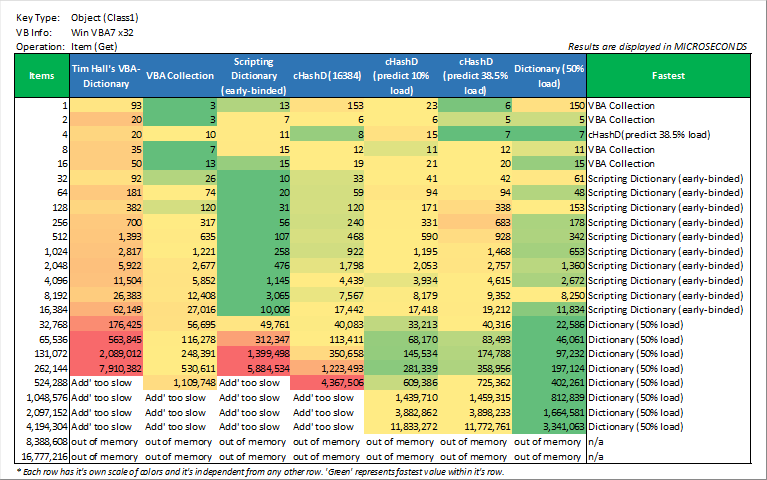 Key Type: Object (Class1)
VB Info: Win VBA7 x32
Operation: Item (Get)
Results are displayed in MICROSECONDS
Items Tim Hall's VBA-Dictionary VBA Collection Scripting Dictionary (early-binded) cHashD(16384) cHashD (predict 10% load) cHashD (predict 38.5% load) Dictionary (50% load) Fastest
1 93 3 13 153 23 6 150 VBA Collection
2 20 3 7 6 6 5 5 VBA Collection
4 20 10 11 8 15 7 7 cHashD(predict 38.5% load)
8 35 7 15 12 11 12 11 VBA Collection
16 50 13 15 19 21 20 15 VBA Collection
32 92 26 10 33 41 42 61 Scripting Dictionary (early-binded)
64 181 74 20 59 94 94 48 Scripting Dictionary (early-binded)
128 382 120 31 120 171 338 153 Scripting Dictionary (early-binded)
256 700 317 56 240 331 683 178 Scripting Dictionary (early-binded)
512 1,393 635 107 468 590 928 342 Scripting Dictionary (early-binded)
1,024 2,817 1,221 258 922 1,195 1,468 653 Scripting Dictionary (early-binded)
2,048 5,922 2,677 476 1,798 2,053 2,757 1,360 Scripting Dictionary (early-binded)
4,096 11,504 5,852 1,145 4,439 3,934 4,615 2,672 Scripting Dictionary (early-binded)
8,192 26,383 12,408 3,065 7,567 8,179 9,352 8,250 Scripting Dictionary (early-binded)
16,384 62,149 27,016 10,006 17,442 17,418 19,212 11,834 Scripting Dictionary (early-binded)
32,768 176,425 56,695 49,761 40,083 33,213 40,316 22,586 Dictionary (50% load)
65,536 563,845 116,278 312,347 113,411 68,170 83,493 46,061 Dictionary (50% load)
131,072 2,089,012 248,391 1,399,498 350,658 145,534 174,788 97,232 Dictionary (50% load)
262,144 7,910,382 530,611 5,884,534 1,223,493 281,339 358,956 197,124 Dictionary (50% load)
524,288 Add' too slow 1,109,748 Add' too slow 4,367,506 609,386 725,362 402,261 Dictionary (50% load)
1,048,576 Add' too slow Add' too slow Add' too slow Add' too slow 1,439,710 1,459,315 812,839 Dictionary (50% load)
2,097,152 Add' too slow Add' too slow Add' too slow Add' too slow 3,882,862 3,898,233 1,664,581 Dictionary (50% load)
4,194,304 Add' too slow Add' too slow Add' too slow Add' too slow 11,833,272 11,772,761 3,341,063 Dictionary (50% load)
8,388,608 out of memory out of memory out of memory out of memory out of memory out of memory out of memory n/a
16,777,216 out of memory out of memory out of memory out of memory out of memory out of memory out of memory n/a
* Each row has it's own scale of colors and it's independent from any other row. 'Green' represents fastest value within it's row.